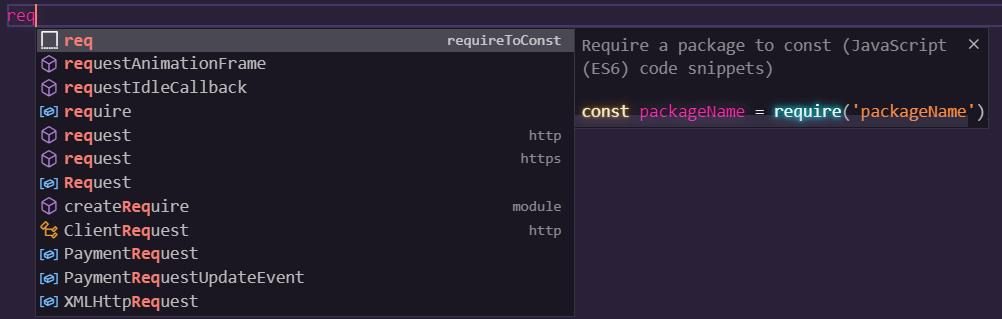 req
req requireToConst
requestAnimationFrame
requestIdleCallback
require
request http
request https
Request
createRequire module
ClientRequest http
PaymentRequest
PaymentRequestUpdateEvent
XMLHttpRequest
Require a package to const (JavaScript
(ES6) code snippets)
const packageName = require('packageName')